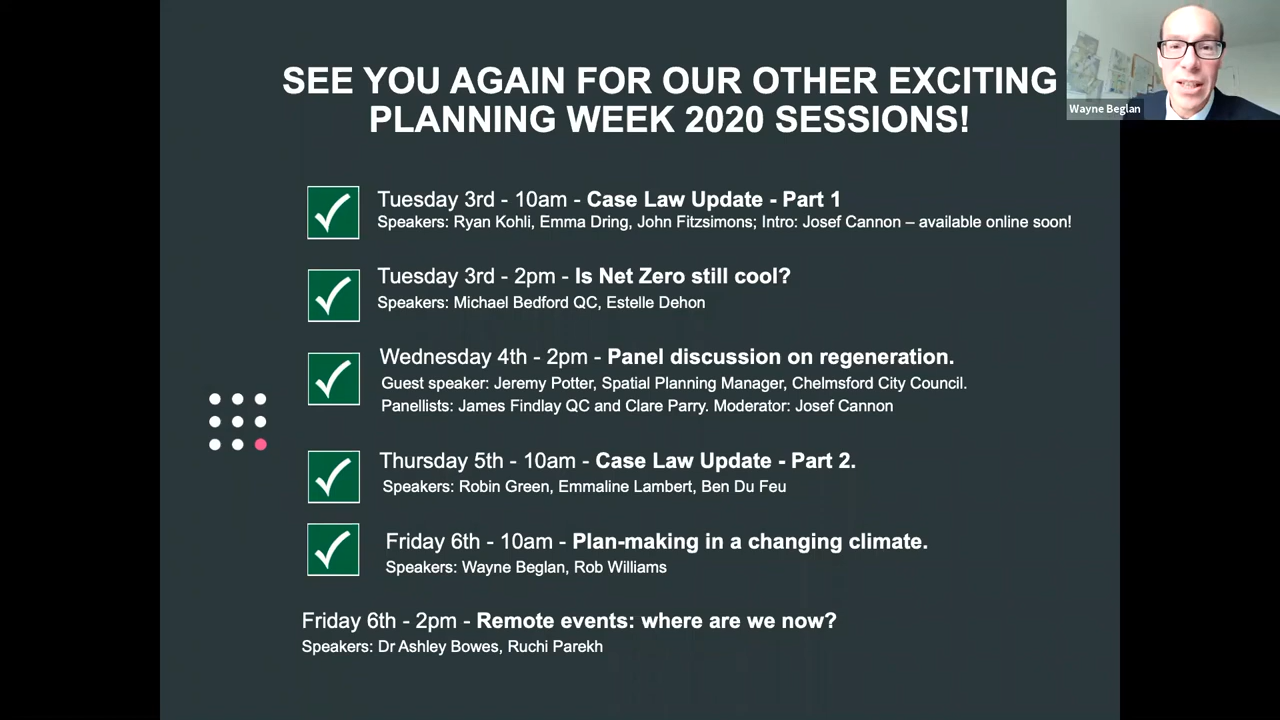 SEE YOU AGAIN FOR OUR OTHER EXCITING
PLANNING WEEK 2020 SESSIONS!
Wayne Beglan
Tuesday 3rd - 10am - Case Law Update - Part 1
Speakers: Ryan Kohli, Emma Dring, John Fitzsimons; Intro: Josef Cannon – available online soon!
Tuesday 3rd - 2pm - Is Net Zero still cool?
Speakers: Michael Bedford QC, Estelle Dehon
Wednesday 4th - 2pm - Panel discussion on regeneration.
Guest speaker: Jeremy Potter, Spatial Planning Manager, Chelmsford City Council.
Panellists: James Findlay QC and Clare Parry. Moderator: Josef Cannon
Thursday 5th - 10am - Case Law Update - Part 2.
Speakers: Robin Green, Emmaline Lambert, Ben Du Feu
Friday 6th - 10am - Plan-making in a changing climate.
Speakers: Wayne Beglan, Rob Williams
Friday 6th - 2pm - Remote events: where are we now?
Speakers: Dr Ashley Bowes, Ruchi Parekh